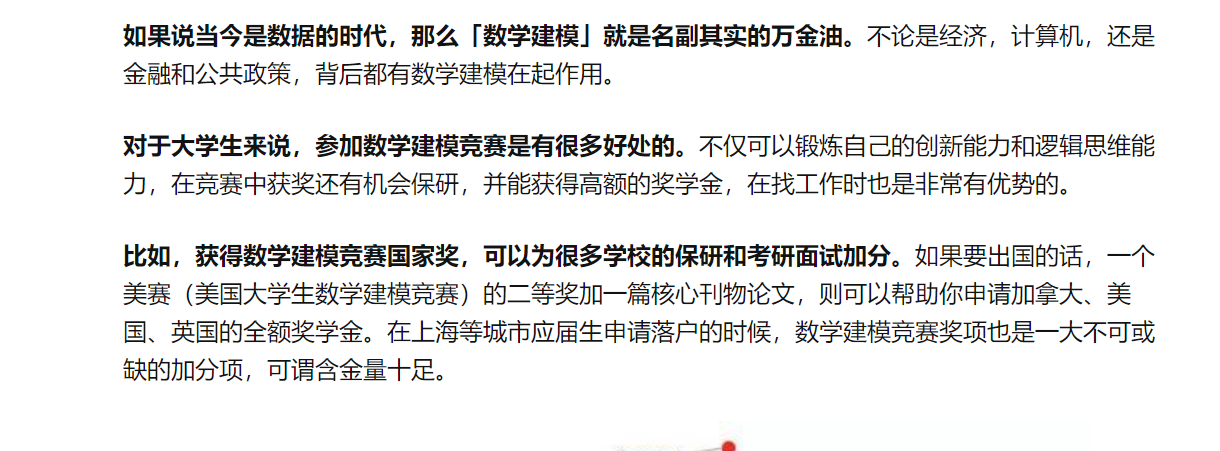 如果说当今是数据的时代，那么「数学建模」就是名副其实的万金油。不论是经济，计算机，还是
金融和公共政策，背后都有数学建模在起作用。
对于大学生来说，参加数学建模竞赛是有很多好处的。不仅可以锻炼自己的创新能力和逻辑思维能
力，在竞赛中获奖还有机会保研，并能获得高额的奖学金，在找工作时也是非常有优势的。
比如，获得数学建模竞赛国家奖，可以为很多学校的保研和考研面试加分。如果要出国的话，一个
美赛（美国大学生数学建模竞赛）的二等奖加一篇核心刊物论文，则可以帮助你申请加拿大、美
国、英国的全额奖学金。在上海等城市应届生申请落户的时候，数学建模竞赛奖项也是一大不可或
缺的加分项，可谓含金量十足。